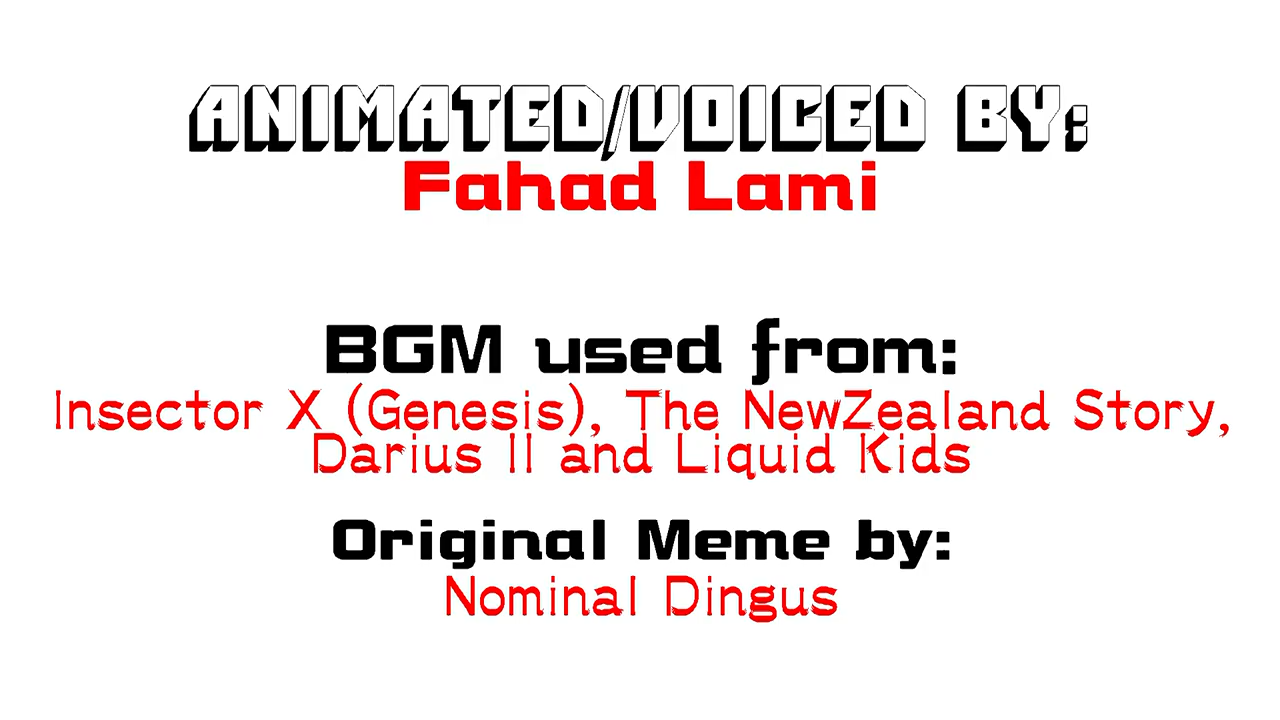 ANIMATED/VOICED BY:
Fahad Lami
BGM used from:
Insector X (Genesis), The NewZealand Story,
Darius II and Liquid Kids
Original Meme by:
Nominal Dingus